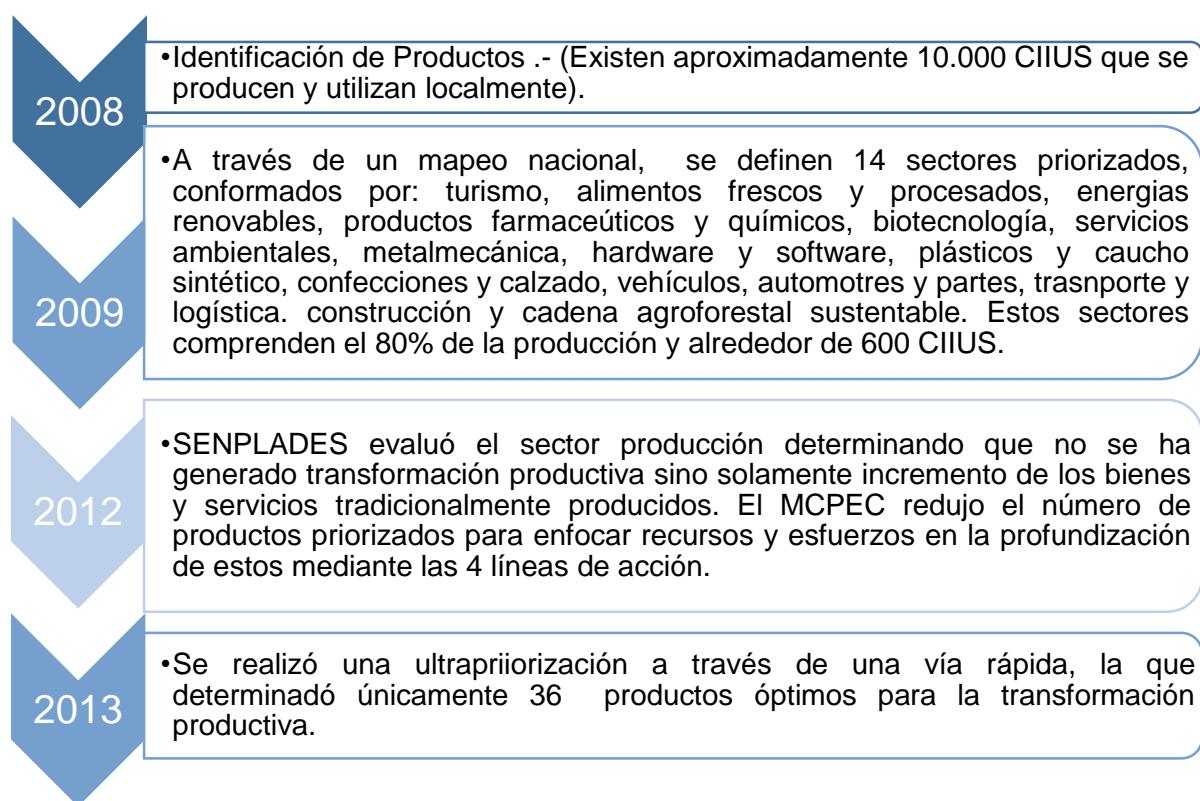 2008
•Identificación de Productos .- (Existen aproximadamente 10.000 CIIUS que se
producen y utilizan localmente).
2009
•A través de un mapeo nacional, se definen 14 sectores priorizados,
conformados por: turismo, alimentos frescos y procesados, energias
renovables, productos farmaceúticos y químicos, biotecnología, servicios
ambientales, metalmecánica, hardware y software, plásticos y caucho
sintético, confecciones y calzado, vehículos, automotres y partes, trasnporte y
logística. construcción y cadena agroforestal sustentable. Estos sectores
comprenden el 80% de la producción y alrededor de 600 CIIUS.
2012
•SENPLADES evaluó el sector producción determinando que no se ha
generado transformación productiva sino solamente incremento de los bienes
y servicios tradicionalmente producidos. El MCPEC redujo el número de
productos priorizados para enfocar recursos y esfuerzos en la profundización
de estos mediante las 4 líneas de acción.
2013
•Se realizó una ultrapriiorización a través de una vía rápida, la que
determinadó únicamente 36 productos óptimos para la transformación
productiva.